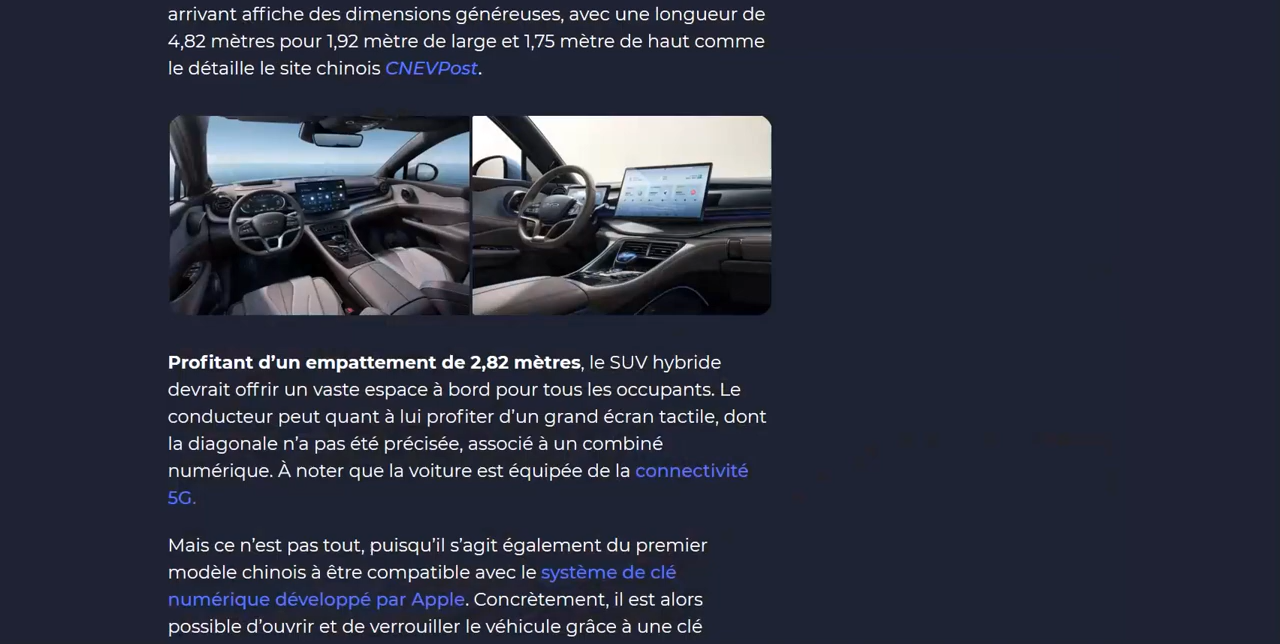 arrivant affiche des dimensions généreuses, avec une longueur de
4,82 mètres pour 1,92 mètre de large et 1,75 mètre de haut comme
le détaille le site chinois CNEVPost.
Profitant d’un empattement de 2,82 mètres, le SUV hybride
devrait offrir un vaste espace à bord pour tous les occupants. Le
conducteur peut quant à lui profiter d’un grand écran tactile, dont
la diagonale n’a pas été précisée, associé à un combiné
numérique. À noter que la voiture est équipée de la connectivité
5G.
Mais ce n’est pas tout, puisqu’il s’agit également du premier
modèle chinois à être compatible avec le système de clé
numérique développé par Apple. Concrètement, il est alors
possible d’ouvrir et de verrouiller le véhicule grâce à une clé